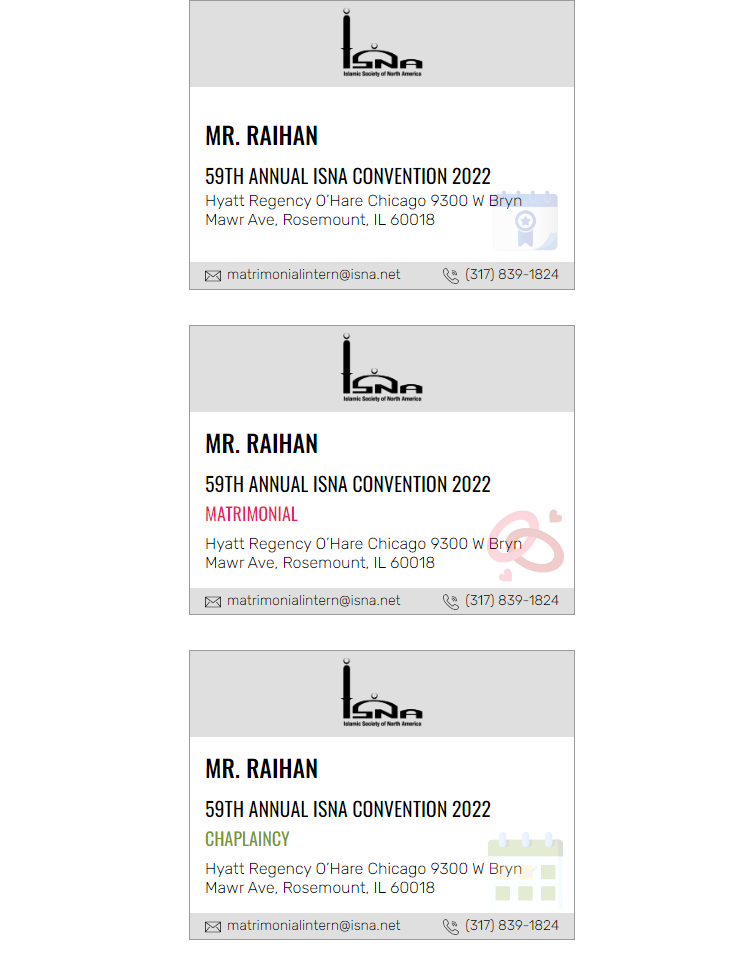 ISNA
Islamic Society of North America
MR. RAIHAN
59TH ANNUAL ISNA CONVENTION 2022
Hyatt Regency O’Hare Chicago 9300 W Bryn
Mawr Ave, Rosemount, IL 60018
matrimonialintern@isna.net (317) 839-1824
ISNA
Islamic Society of North America
MR. RAIHAN
59TH ANNUAL ISNA CONVENTION 2022
MATRIMONIAL
Hyatt Regency O’Hare Chicago 9300 W Bryn
Mawr Ave, Rosemount, IL 60018
matrimonialintern@isna.net (317) 839-1824
ISNA
Islamic Society of North America
MR. RAIHAN
59TH ANNUAL ISNA CONVENTION 2022
CHAPLAINCY
Hyatt Regency O’Hare Chicago 9300 W Bryn
Mawr Ave, Rosemount, IL 60018
matrimonialintern@isna.net (317) 839-1824